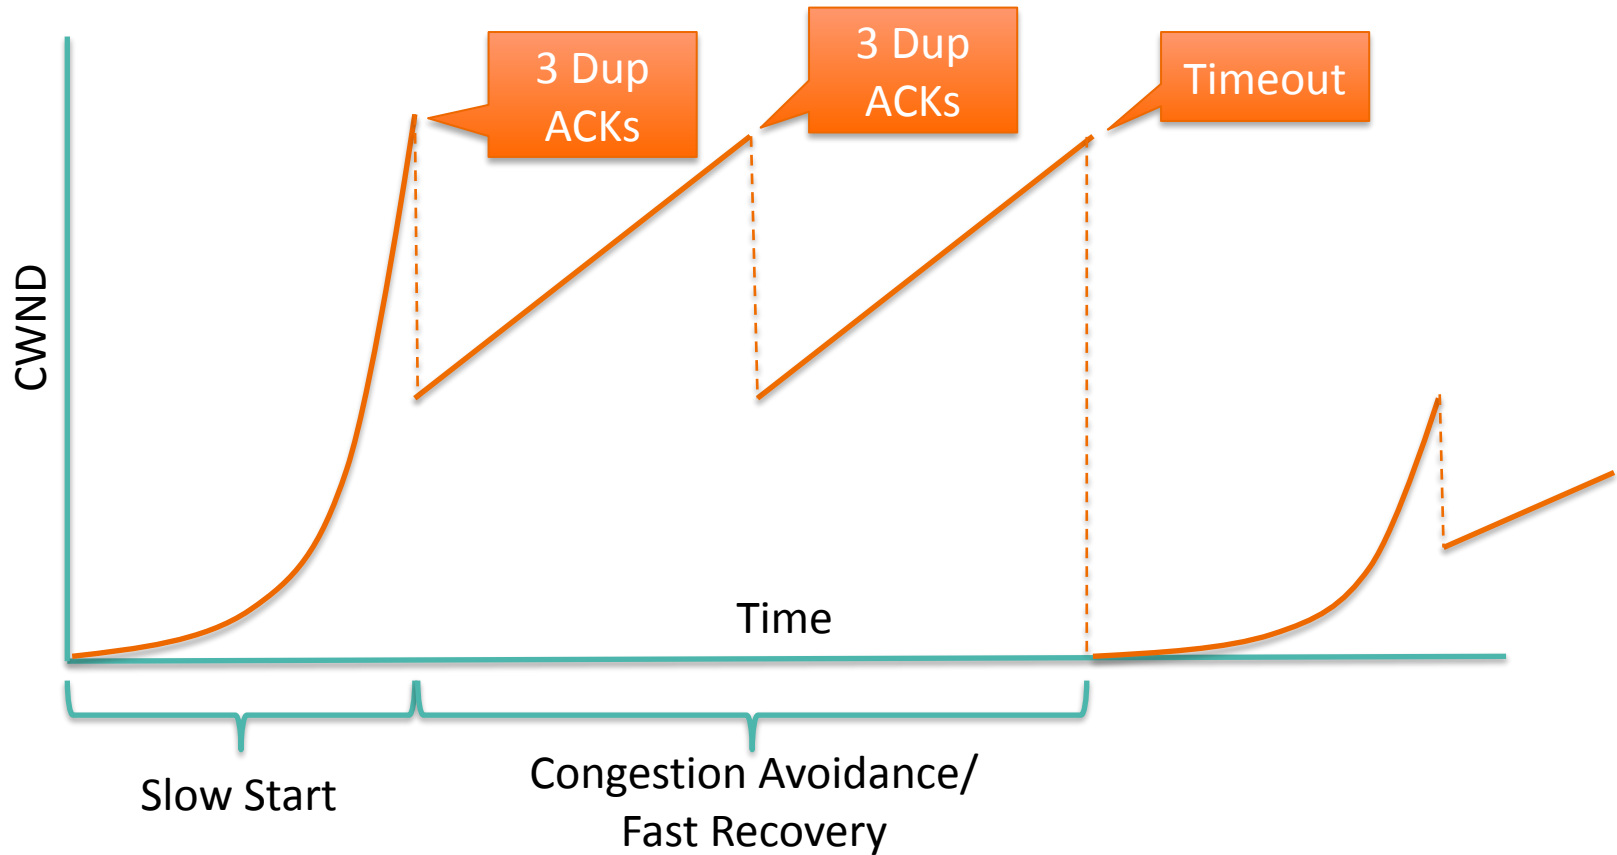 3 Dup
ACKs
3 Dup
ACKs
Timeout
CWND
Time
Slow Start
Congestion Avoidance/
Fast Recovery